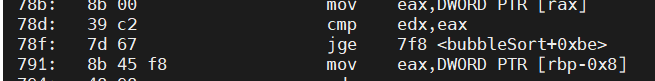 78b: 8b 00 mov eax,DWORD PTR [rax]
78d: 39 c2 cmp edx,eax
78f: 7d 67 jge 7f8 <bubbleSort+0xbe>
791: 8b 45 f8 mov eax,DWORD PTR [rbp-0x8]